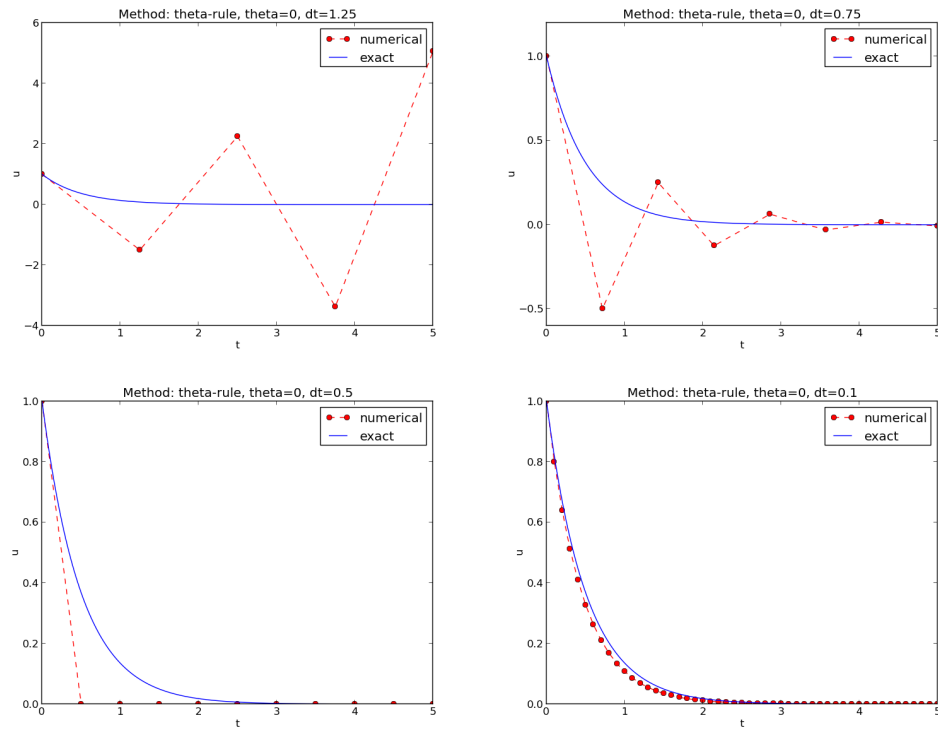 Method: theta-rule, theta=0, dt=1.25
numerical
exact
6
4
2
0
−2
−4
u
0 1 2 3 4 5
t
Method: theta-rule, theta=0, dt=0.75
numerical
exact
1.0
0.5
0.0
−0.5
u
0 1 2 3 4 5
t
Method: theta-rule, theta=0, dt=0.5
numerical
exact
1.0
0.8
0.6
0.4
0.2
0.0
u
0 1 2 3 4 5
t
Method: theta-rule, theta=0, dt=0.1
numerical
exact
1.0
0.8
0.6
0.4
0.2
0.0
u
0 1 2 3 4 5
t